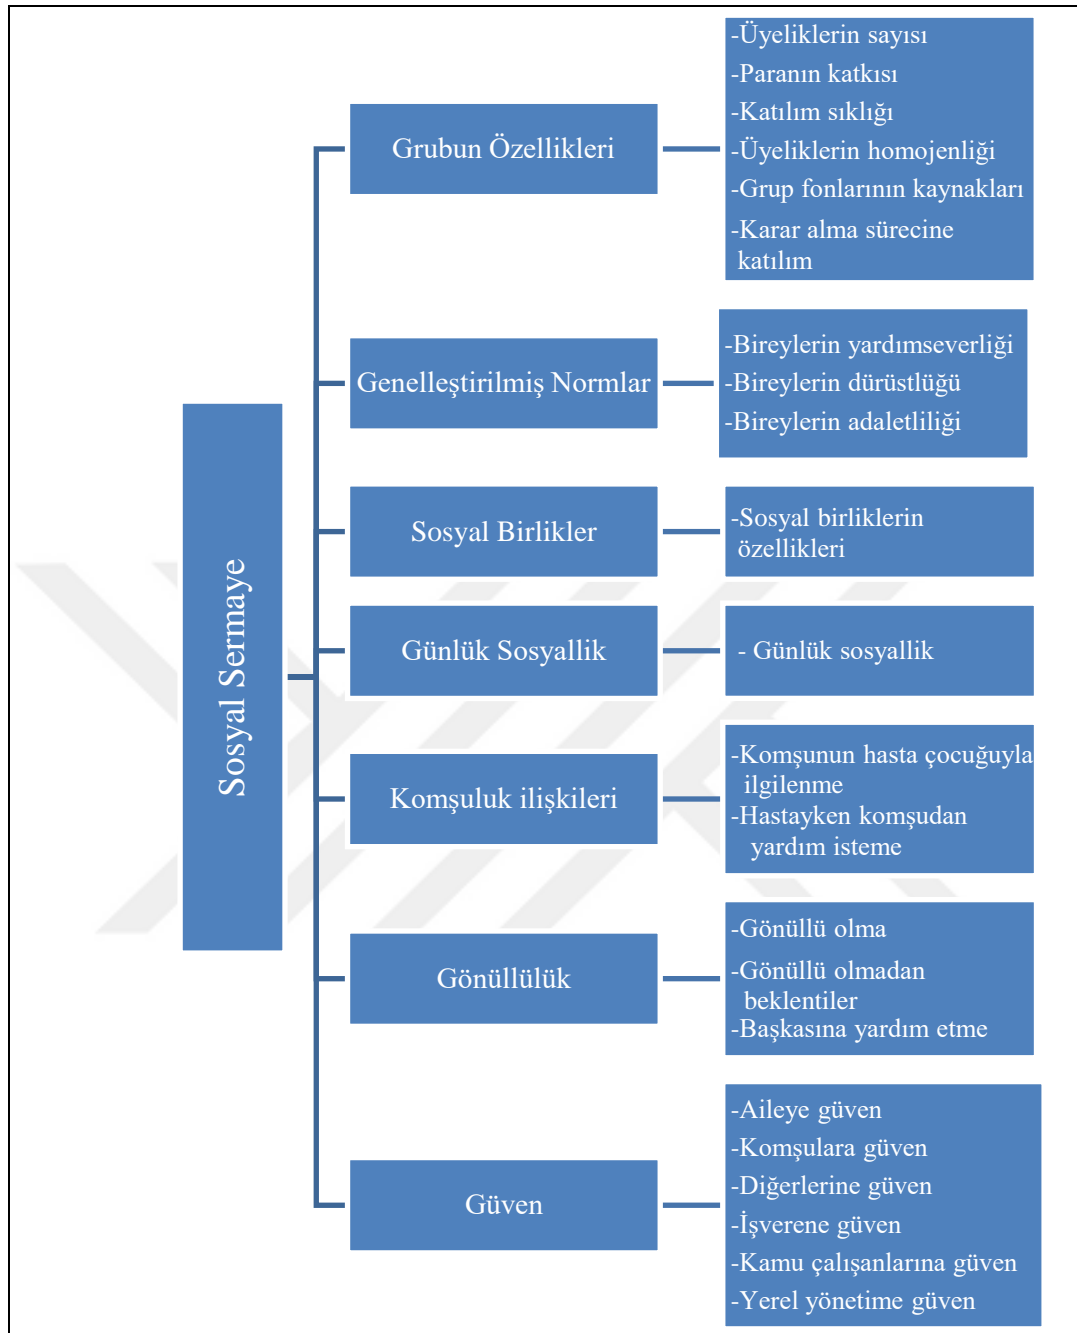 Sosyal Sermaye
Grubun Özellikleri
-Üyeliklerin sayısı
-Paranın katkısı
-Katılım sıklığı
-Üyeliklerin homojenliği
-Grup fonlarının kaynakları
-Karar alma sürecine
katılım
Genelleştirilmiş Normlar
-Bireylerin yardımseverliği
-Bireylerin dürüstlüğü
-Bireylerin adaletliliği
Sosyal Birlikler
-Sosyal birliklerin
özellikleri
Günlük Sosyallik
- Günlük sosyallik
Komşuluk ilişkileri
-Komşunun hasta çocuğuyla
ilgilenme
-Hastayken komşudan
yardım isteme
Gönüllülük
-Gönüllü olma
-Gönüllü olmadan
beklentiler
-Başkasına yardım etme
Güven
-Aileye güven
-Komşulara güven
-Diğerlerine güven
-İşverene güven
-Kamu çalışanlarına güven
-Yerel yönetime güven